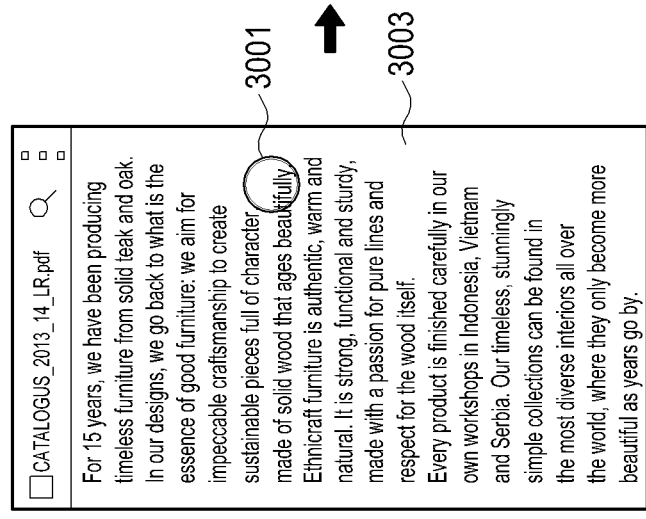 CATALOGUS_2013_14_LR.pdf
For 15 years, we have been producing
timeless furniture from solid teak and oak.
In our designs, we go back to what is the
essence of good furniture: we aim for
impeccable craftsmanship to create
sustainable pieces full of character
made of solid wood that ages beautifully.
Ethnicraft furniture is authentic, warm and
natural. It is strong, functional and sturdy,
made with a passion for pure lines and
respect for the wood itself.
Every product is finished carefully in our
own workshops in Indonesia, Vietnam
and Serbia. Our timeless, stunningly
simple collections can be found in
the most diverse interiors all over
the world, where they only become more
beautiful as years go by.
3001
3003